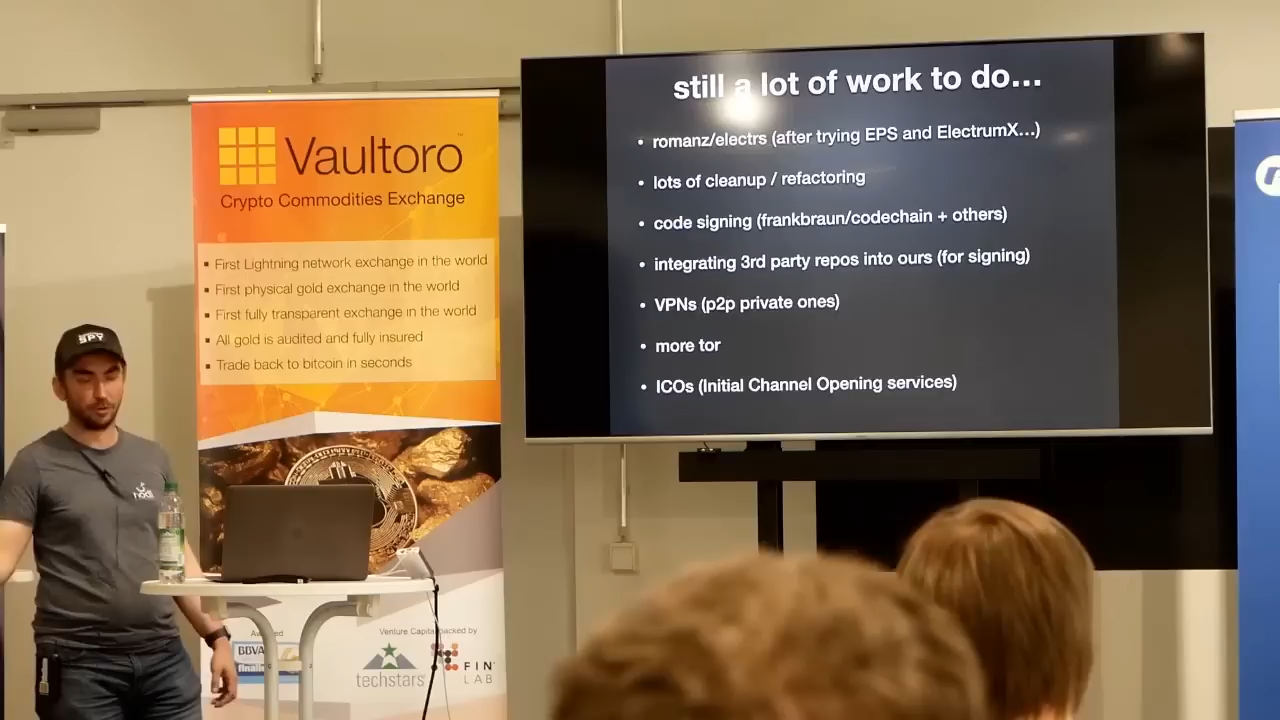 still a lot of work to do...
• romanz/electrs (after trying EPS and ElectrumX...)
• lots of cleanup / refactoring
• code signing (frankbraun/codechain + others)
• integrating 3rd party repos into ours (for signing)
• VPNs (p2p private ones)
• more tor
• ICOs (Initial Channel Opening services)
Vaultoro™
Crypto Commodities Exchange
▪ First Lightning network exchange in the world
▪ First physical gold exchange in the world
▪ First fully transparent exchange in the world
▪ All gold is audited and fully insured
▪ Trade back to bitcoin in seconds
Venture Capital backed by
BBVA
techstars
FIN
LAB
SPY
nodl